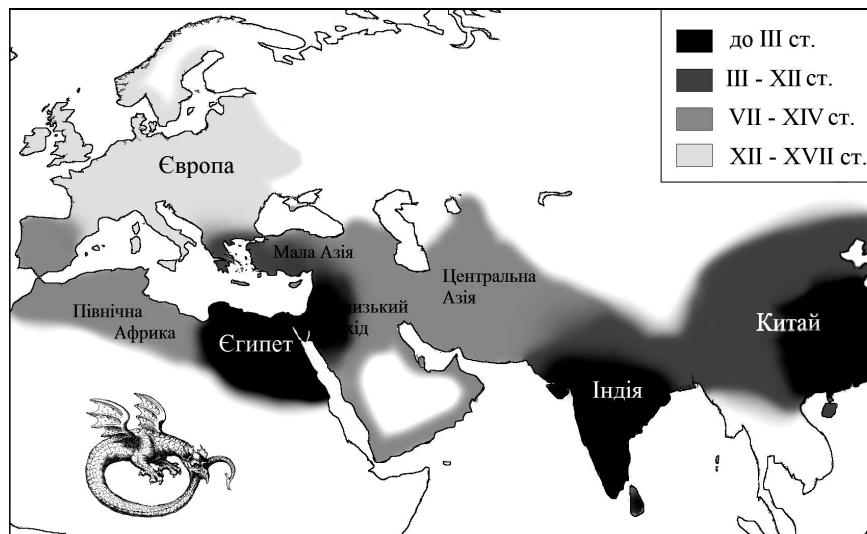 до III ст.
III - XII ст.
VII - XIV ст.
XII - XVII ст.
Європа
Мала Азія
Центральна
Азія
Північна
Африка
Єгипет
Китай
Індія